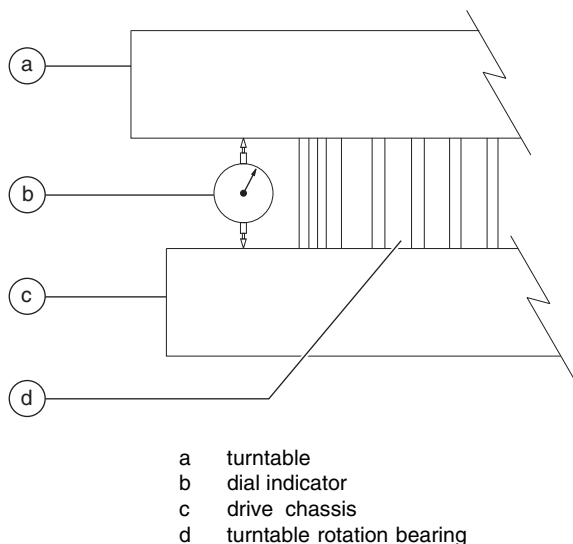 a
b
c
d
a turntable
b dial indicator
c drive chassis
d turntable rotation bearing